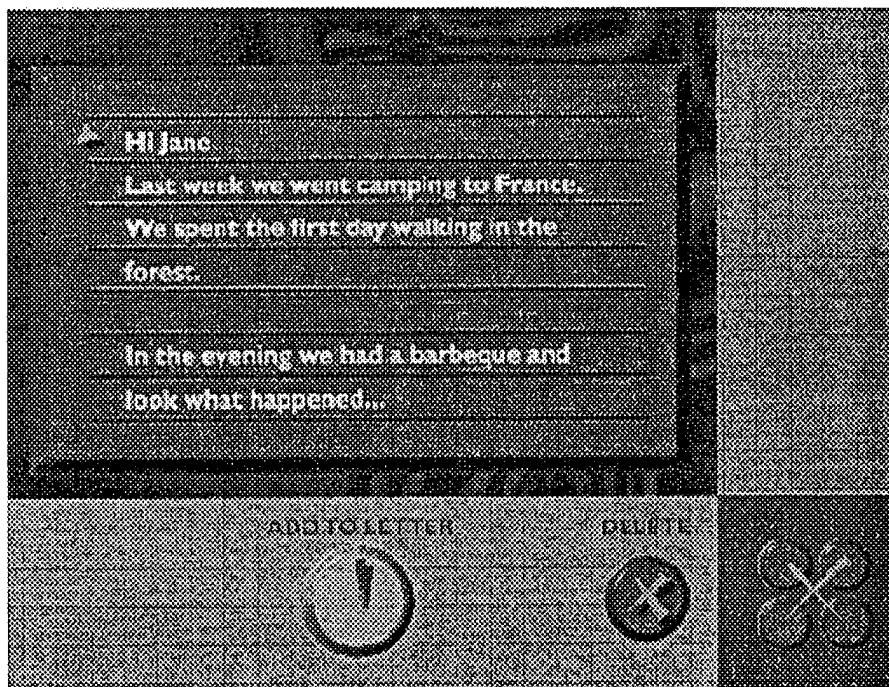 Hi Jane
Last week we went camping to France.
We spent the first day walking in the
forest.
In the evening we had a barbeque and
look what happened...
ADD TO LETTER
DELETE